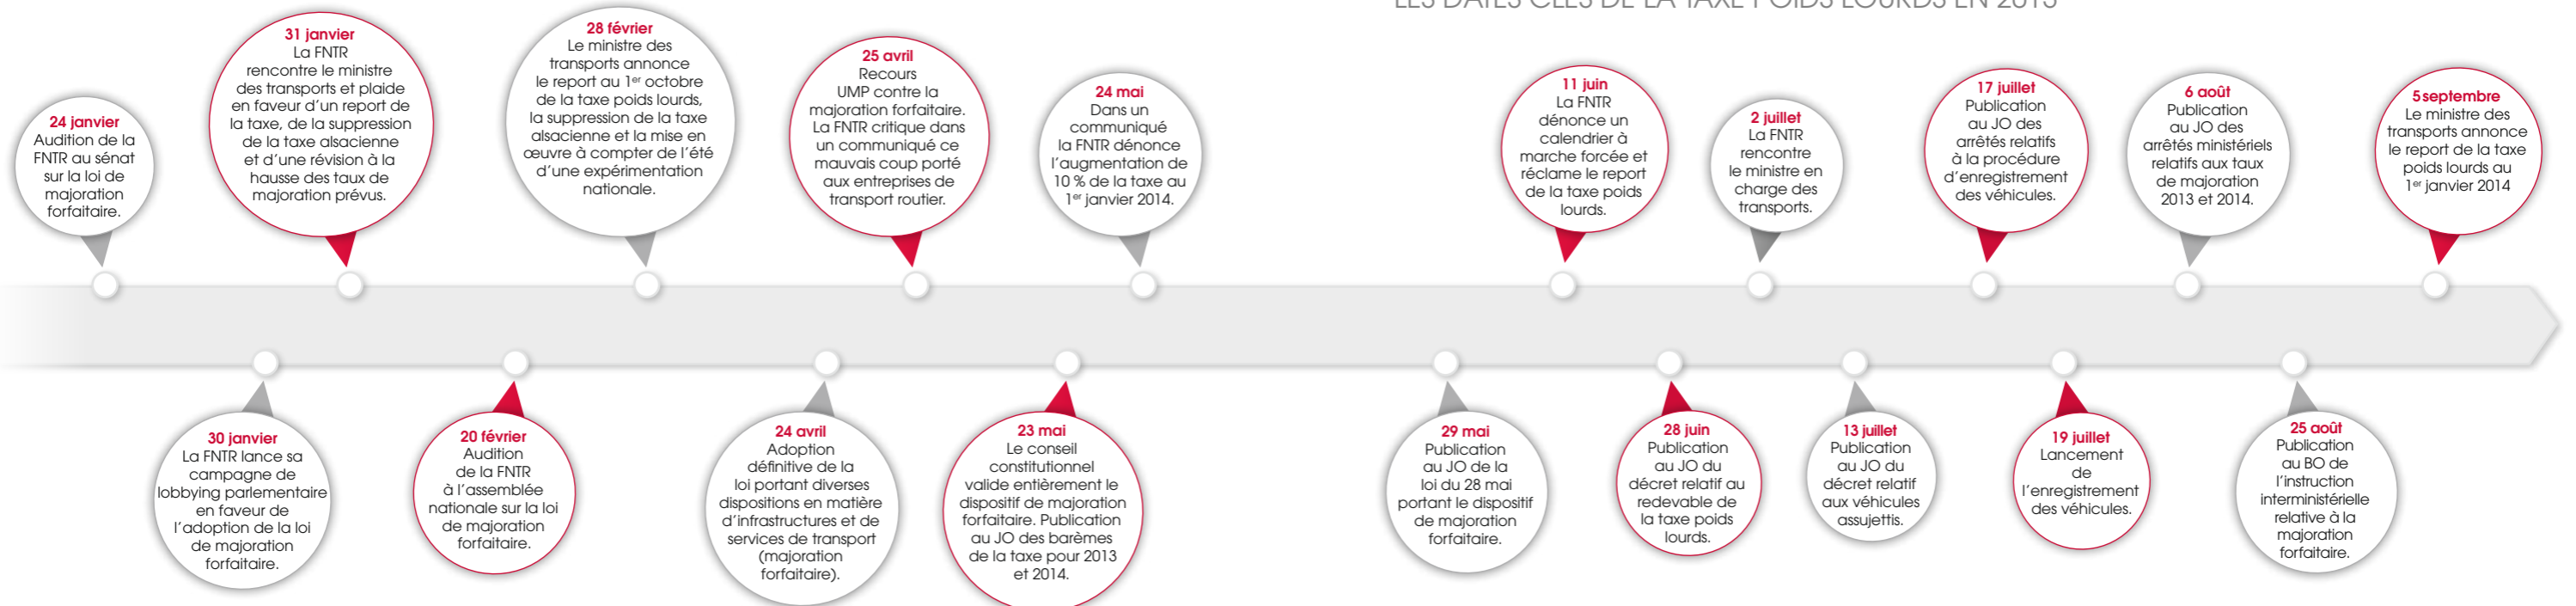 LES DATES CLÉS DE LA TAXE POIDS LOURDS EN 2013
24 janvier
Audition de la
FNTR au sénat
sur la loi de
majoration
forfaitaire.
30 janvier
La FNTR lance sa
campagne de
lobbying parlementaire
en faveur de
l'adoption de la loi
de majoration
forfaitaire.
31 janvier
La FNTR
rencontre le ministre
des transports et plaide
en faveur d'un report de
la taxe, de la suppression
de la taxe alsacienne
et d'une révision à la
hausse des taux de
majoration prévus.
20 février
Audition
de la FNTR
à l'assemblée
nationale sur la loi
de majoration
forfaitaire.
28 février
Le ministre des
transports annonce
le report au 1er octobre
de la taxe poids lourds,
la suppression de la taxe
alsacienne et la mise en
œuvre à compter de l'été
d'une expérimentation
nationale.
24 avril
Adoption
définitive de la
loi portant diverses
dispositions en matière
d'infrastructures et de
services de transport
(majoration
forfaitaire).
25 avril
Recours
UMP contre la
majoration forfaitaire.
La FNTR critique dans
un communiqué ce
mauvais coup porté
aux entreprises de
transport routier.
23 mai
Le conseil
constitutionnel
valide entièrement le
dispositif de majoration
forfaitaire. Publication
au JO des barèmes
de la taxe pour 2013
et 2014.
24 mai
Dans un
communiqué
la FNTR dénonce
l'augmentation de
10 % de la taxe au
1er janvier 2014.
29 mai
Publication
au JO de la
loi du 28 mai
portant le dispositif
de majoration
forfaitaire.
11 juin
La FNTR
dénonce un
calendrier à
marche forcée et
réclame le report
de la taxe poids
lourds.
28 juin
Publication
au JO du
décret relatif au
redevable de
la taxe poids
lourds.
2 juillet
La FNTR
rencontre
le ministre en
charge des
transports.
13 juillet
Publication
au JO du
décret relatif
aux véhicules
assujettis.
17 juillet
Publication
au JO des
arrêtés relatifs
à la procédure
d'enregistrement
des véhicules.
19 juillet
Lancement
de
l'enregistrement
des véhicules.
6 août
Publication
au JO des
arrêtés ministériels
relatifs aux taux
de majoration
2013 et 2014.
25 août
Publication
au BO de
l'instruction
interministérielle
relative à la
majoration
forfaitaire.
5 septembre
Le ministre des
transports annonce
le report de la taxe
poids lourds au
1er janvier 2014